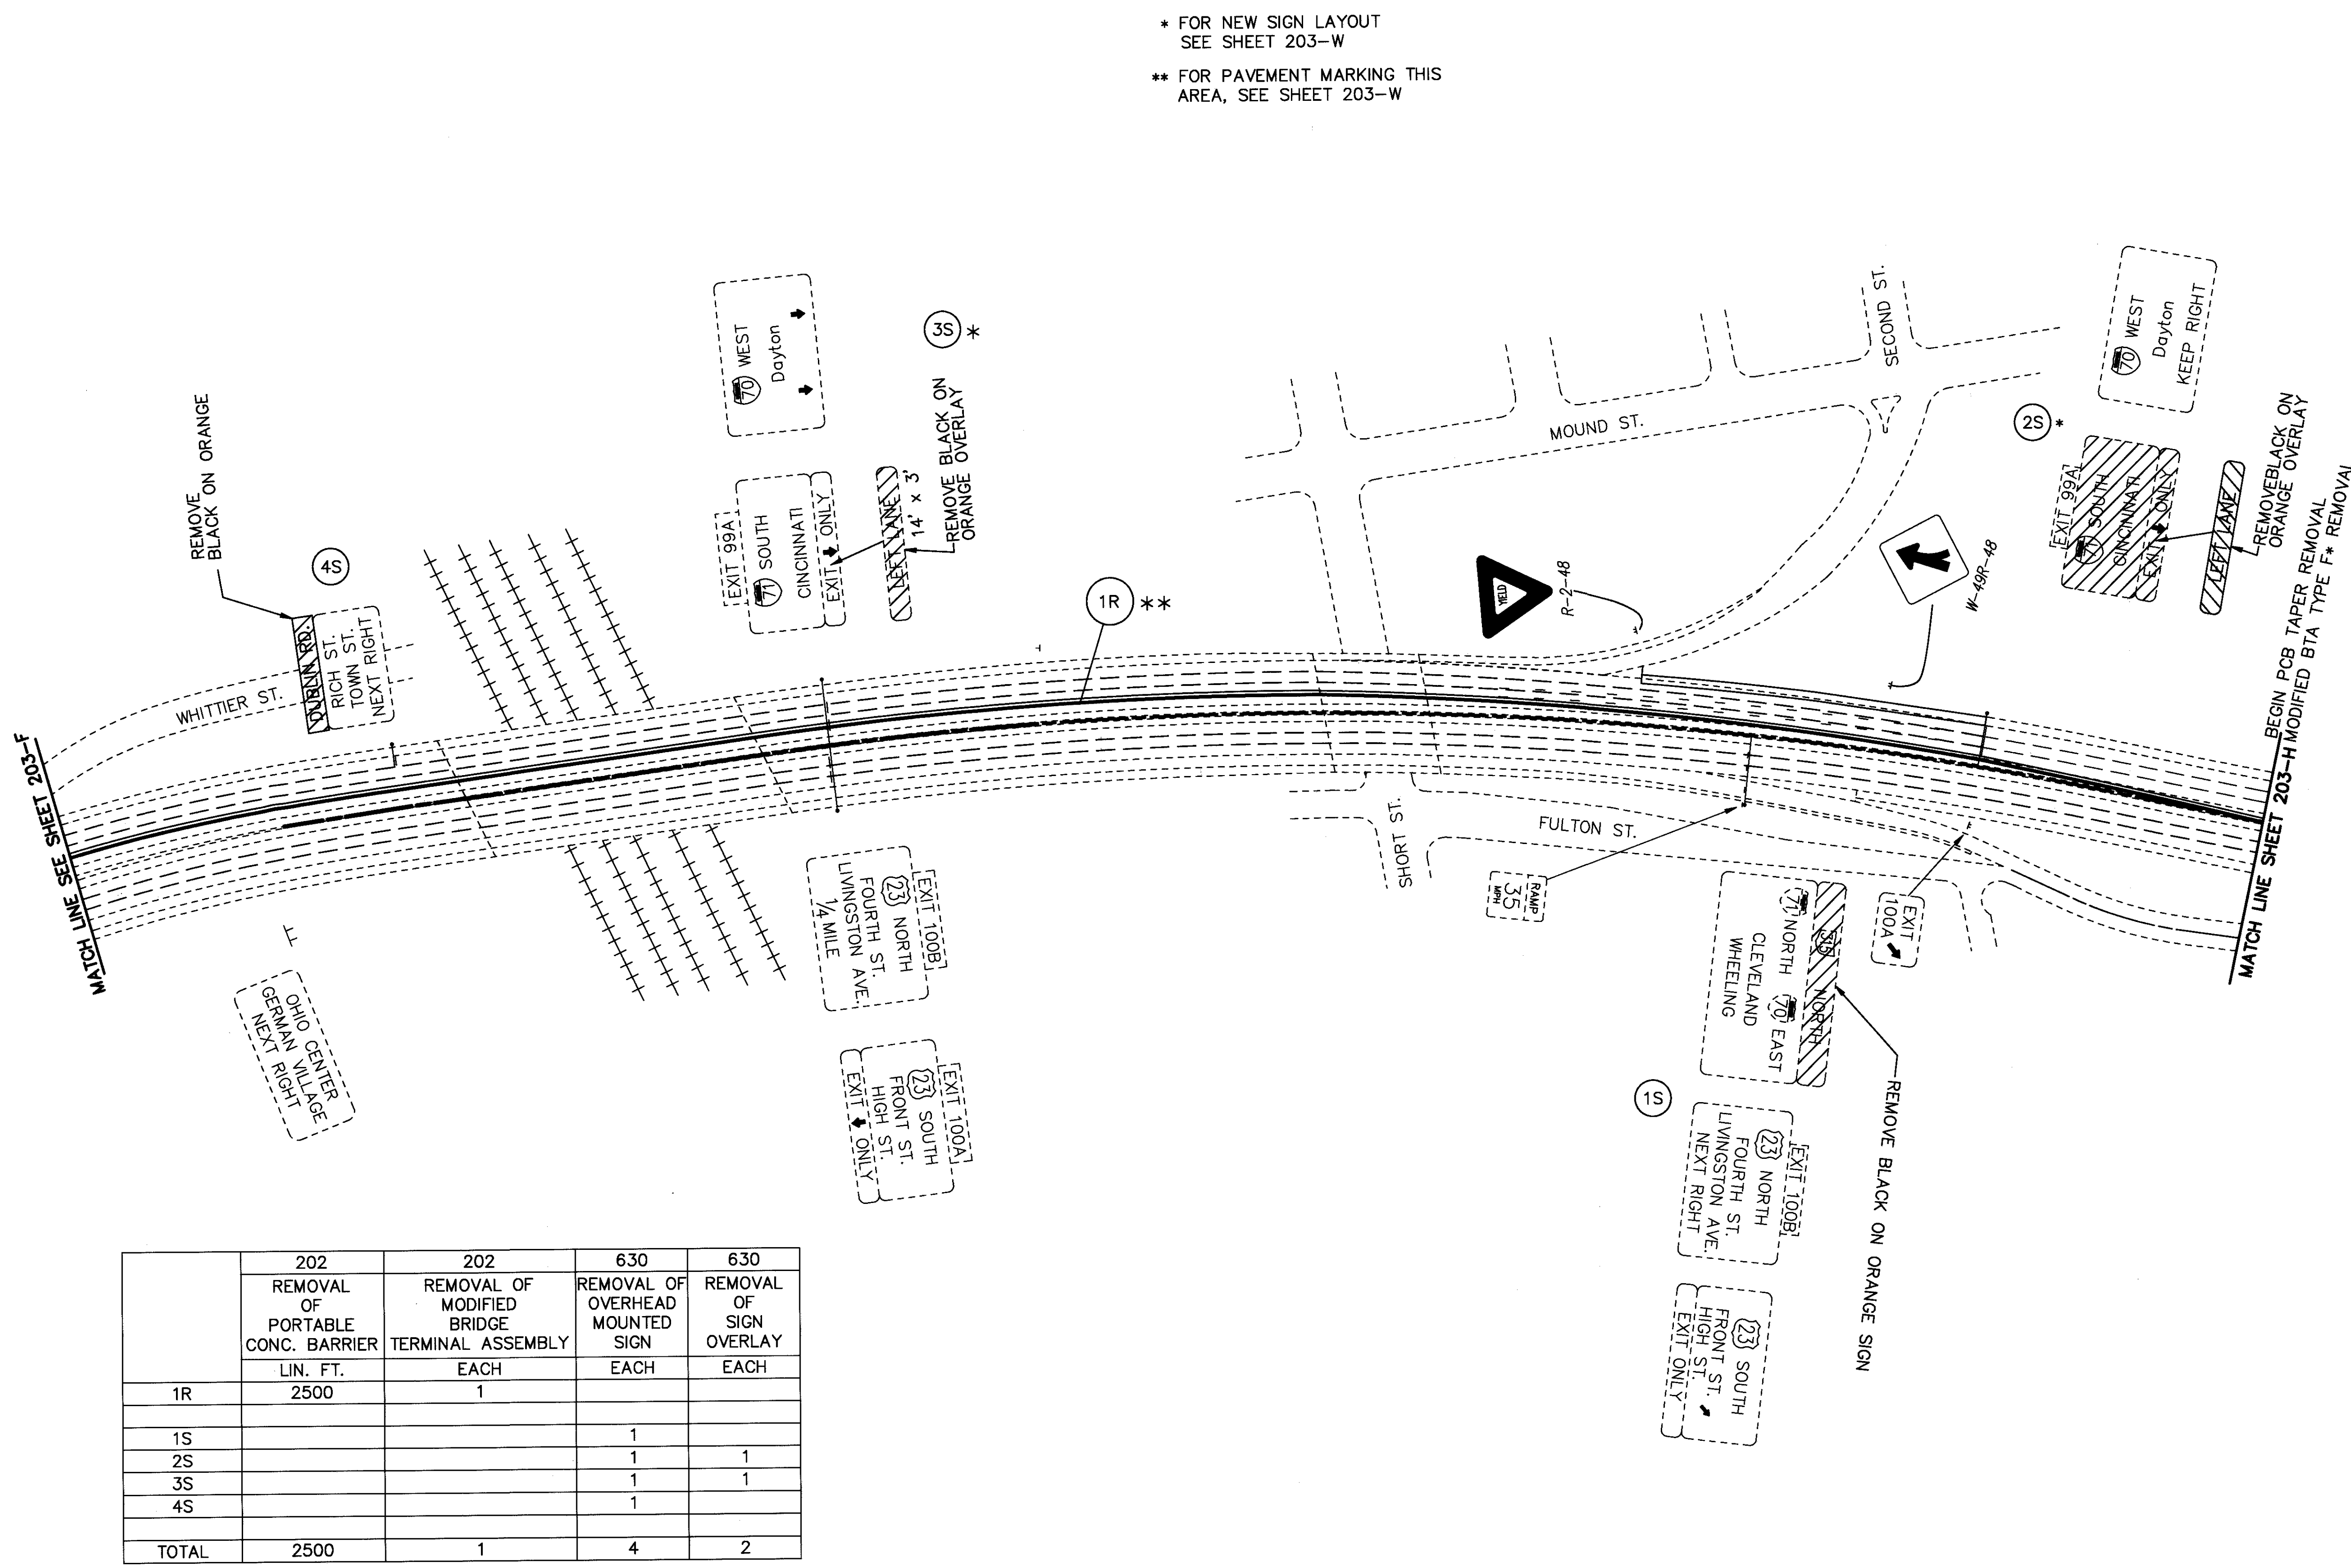 * FOR NEW SIGN LAYOUT
SEE SHEET 203-W
** FOR PAVEMENT MARKING THIS
AREA, SEE SHEET 203-W
REMOVE
BLACK ON ORANGE
4S
DUBLIN RD.
RICH ST.
TOWN ST.
NEXT RIGHT
WHITTIER ST.
MATCH LINE SEE SHEET 203-F
70 WEST
Dayton
3S *
EXIT 99A
71 SOUTH
CINCINNATI
EXIT ONLY
LEFT LANE
14' x 3'
REMOVE BLACK ON
ORANGE OVERLAY
1R **
MOUND ST.
SECOND ST.
YIELD
R-2-48
W-49R-48
70 WEST
Dayton
KEEP RIGHT
2S *
EXIT 99A
71 SOUTH
CINCINNATI
EXIT ONLY
LEFT LANE
REMOVEBLACK ON
ORANGE OVERLAY
BEGIN PCB TAPER REMOVAL
MODIFIED BTA TYPE F* REMOVAL
MATCH LINE SHEET 203-H
OHIO CENTER
GERMAN VILLAGE
NEXT RIGHT
EXIT 100B
23 NORTH
FOURTH ST.
LIVINGSTON AVE.
1/4 MILE
EXIT 100A
23 SOUTH
FRONT ST.
HIGH ST.
EXIT ONLY
SHORT ST.
FULTON ST.
RAMP
35
MPH
315 NORTH
71 NORTH 70 EAST
CLEVELAND
WHEELING
EXIT
100A
REMOVE BLACK ON ORANGE SIGN
1S
EXIT 100B
23 NORTH
FOURTH ST.
LIVINGSTON AVE.
NEXT RIGHT
23 SOUTH
FRONT ST.
HIGH ST.
EXIT ONLY
202 202 630 630
REMOVAL OF PORTABLE CONC. BARRIER REMOVAL OF MODIFIED BRIDGE TERMINAL ASSEMBLY REMOVAL OF OVERHEAD MOUNTED SIGN REMOVAL OF SIGN OVERLAY
LIN. FT. EACH EACH EACH
1R 2500 1
1S 1
2S 1 1
3S 1 1
4S 1
TOTAL 2500 1 4 2